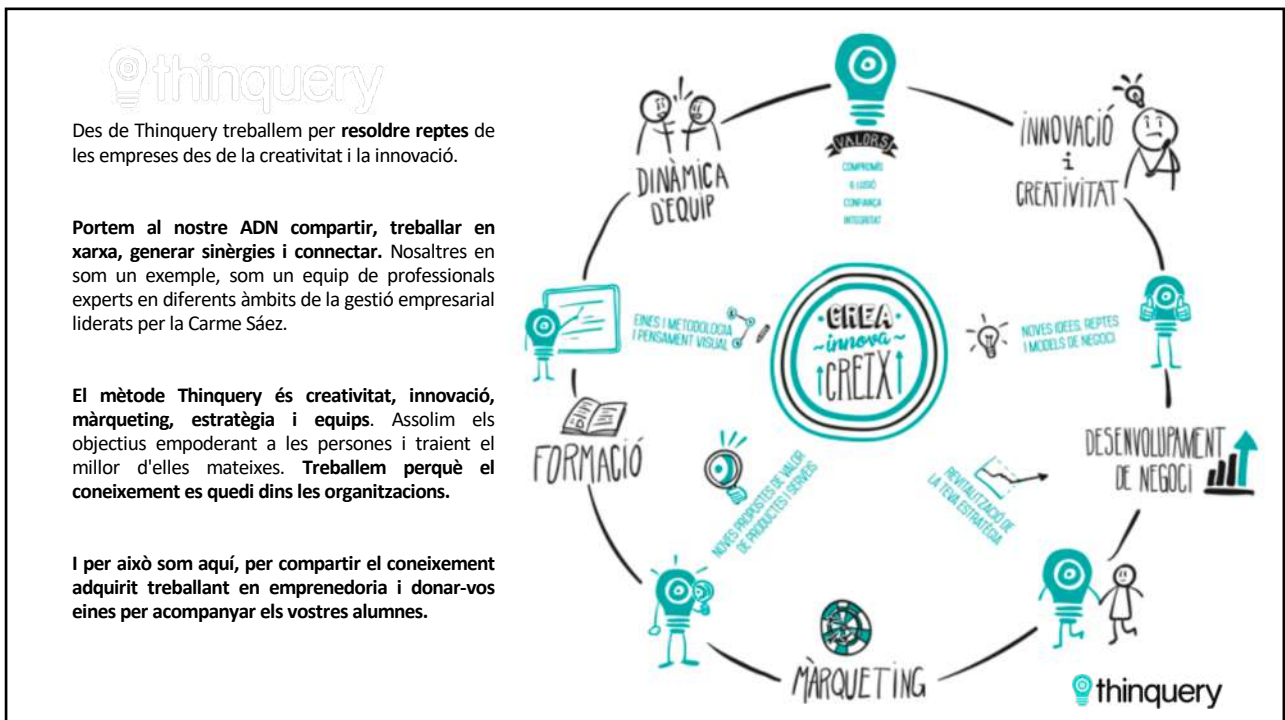 thinquery
Des de Thinquery treballem per resoldre reptes de
les empreses des de la creativitat i la innovació.
Portem al nostre ADN compartir, treballar en
xarxa, generar sinèrgies i connectar. Nosaltres en
som un exemple, som un equip de professionals
experts en diferents àmbits de la gestió empresarial
liderats per la Carme Sáez.
El mètode Thinquery és creativitat, innovació,
màrqueting, estratègia i equips. Assolim els
objectius empoderant a les persones i traient el
millor d'elles mateixes. Treballem perquè el
coneixement es quedi dins les organitzacions.
I per això som aquí, per compartir el coneixement
adquirit treballant en emprenedoria i donar-vos
eines per acompanyar els vostres alumnes.
VALORS
COMPROMÍS
IL·LUSIÓ
CONFIANÇA
INTEGRITAT
INNOVACIÓ
i
CREATIVITAT
NOVES IDEES, REPTES
I MODELS DE NEGOCI
DESENVOLUPAMENT
DE NEGOCI
REVITALITZACIÓ DE
LA TEVA ESTRATÈGIA
MÀRQUETING
NOVES PROPOSTES DE VALOR
DE PRODUCTES I SERVEIS
FORMACIÓ
EINES I METODOLOGIA
I PENSAMENT VISUAL
DINÀMICA
D'EQUIP
CREA
~innova~
CREIX
thinquery